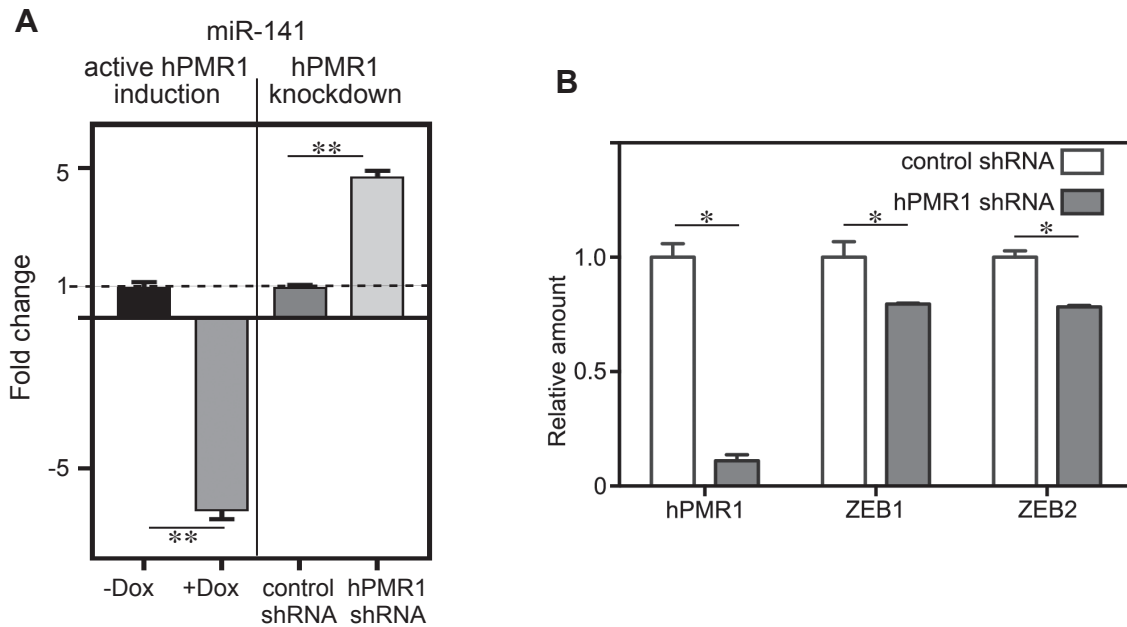 A
miR-141
active hPMR1
induction
hPMR1
knockdown
**
5
1
-5
Fold change
**
-Dox
+Dox
control
shRNA
hPMR1
shRNA
B
control shRNA
hPMR1 shRNA
*
*
*
1.0
0.5
0
Relative amount
hPMR1
ZEB1
ZEB2